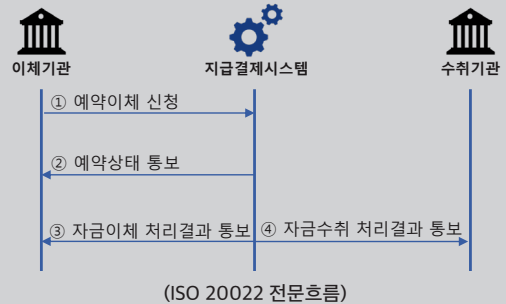 이체기관 지급결제시스템 수취기관
① 예약이체 신청
② 예약상태 통보
③ 자금이체 처리결과 통보 ④ 자금수취 처리결과 통보
(ISO 20022 전문흐름)